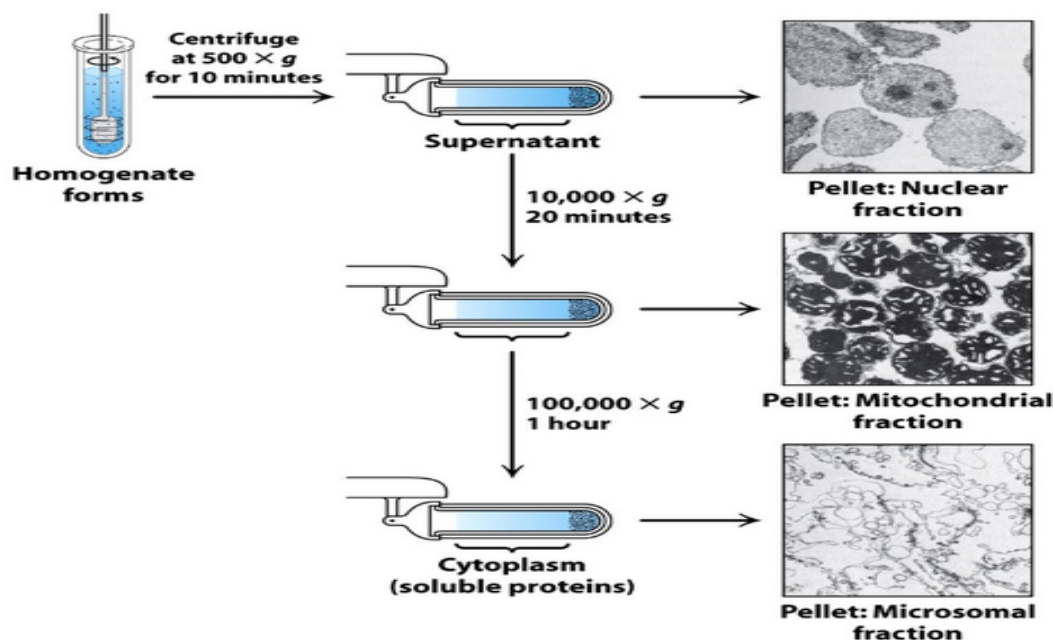 Centrifuge
at 500 × g
for 10 minutes
Homogenate
forms
Supernatant
Pellet: Nuclear
fraction
10,000 × g
20 minutes
Pellet: Mitochondrial
fraction
100,000 × g
1 hour
Cytoplasm
(soluble proteins)
Pellet: Microsomal
fraction